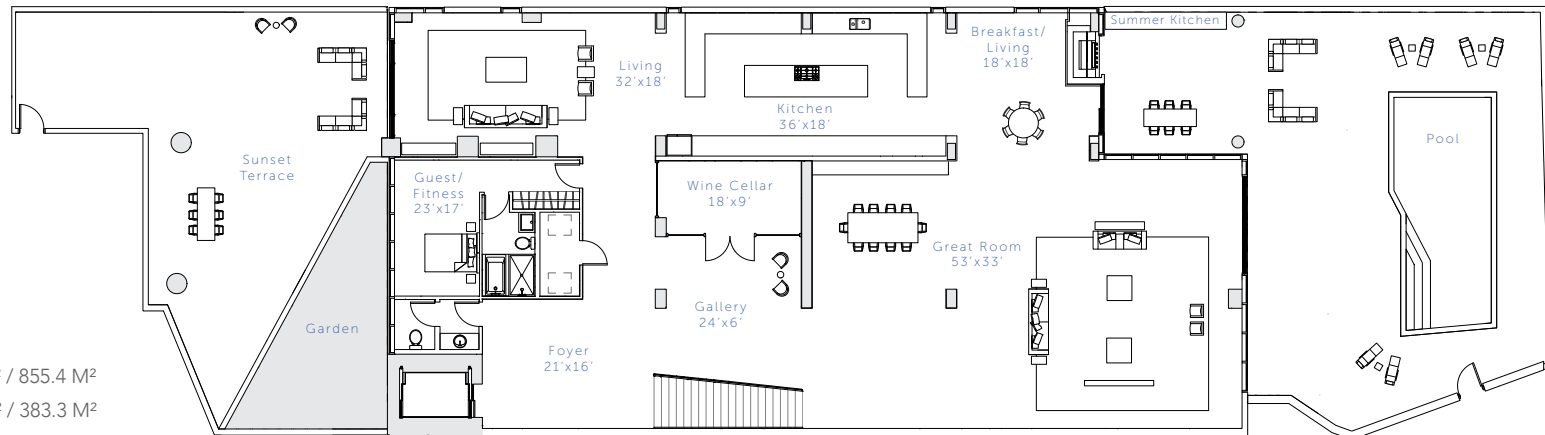 Summer Kitchen
Breakfast/
Living
18'x18'
Living
32'x18'
Kitchen
36'x18'
Pool
Sunset
Terrace
Guest/
Fitness
23'x17'
Wine Cellar
18'x9'
Great Room
53'x33'
Gallery
24'x6'
Garden
Foyer
21'x16'
² / 855.4 M²
² / 383.3 M²